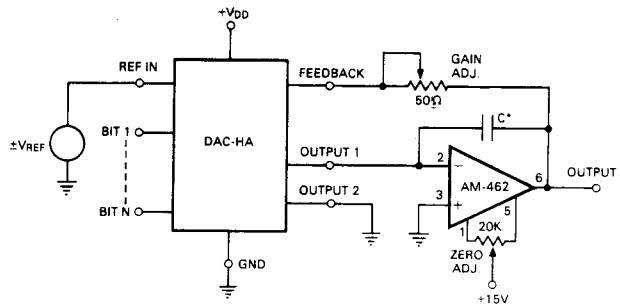 +VDD
REF IN
FEEDBACK
GAIN
ADJ.
50Ω
C*
±VREF
BIT 1
DAC-HA
OUTPUT 1
2
−
6
OUTPUT
AM-462
OUTPUT 2
3
+
5
BIT N
1
20K
GND
ZERO
ADJ.
+15V